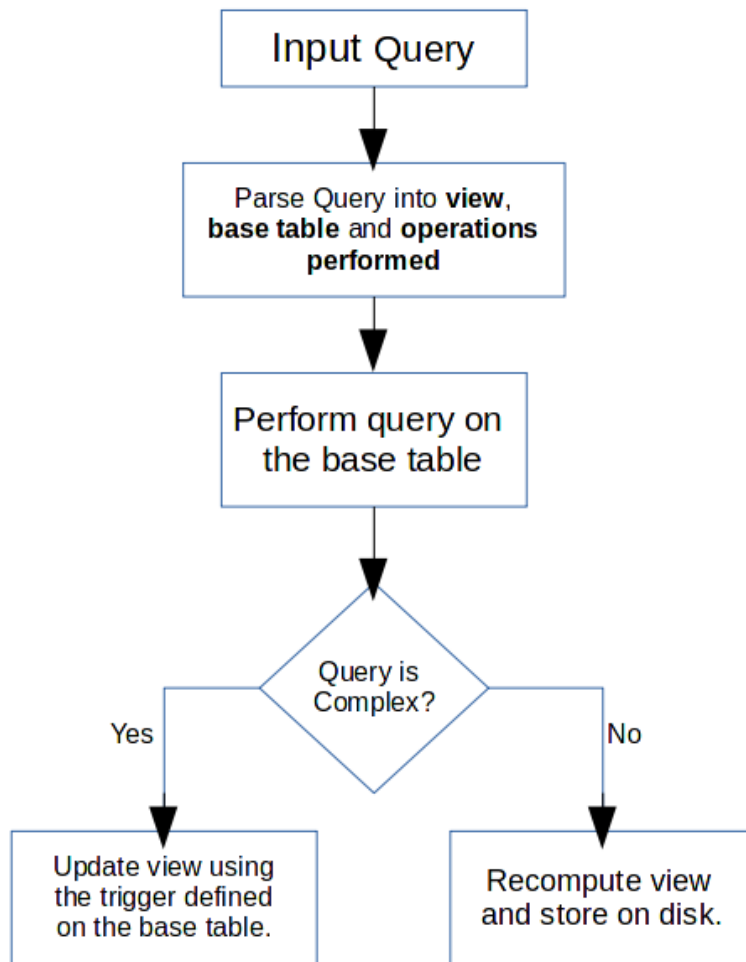 Input Query
Parse Query into view,
base table and operations
performed
Perform query on
the base table
Query is
Complex?
Yes
No
Update view using
the trigger defined
on the base table.
Recompute view
and store on disk.